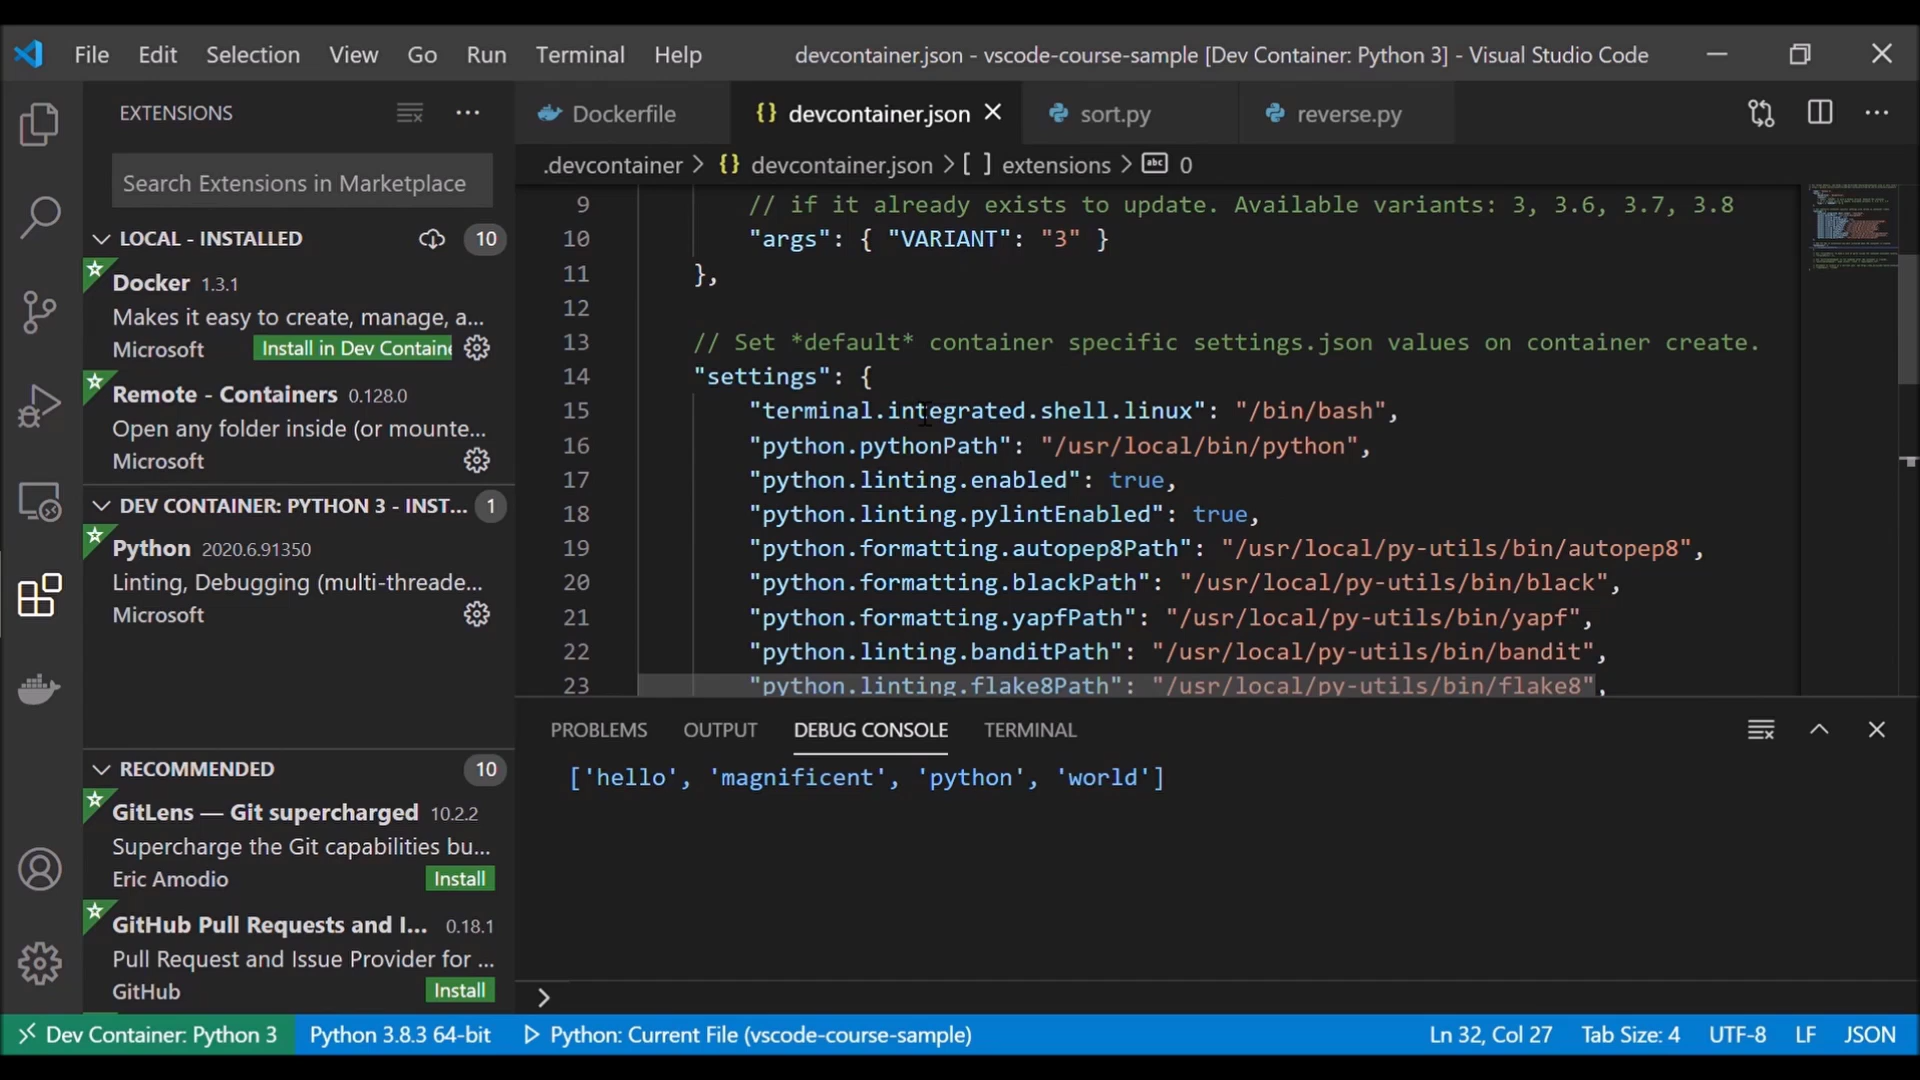 File Edit Selection View Go Run Terminal Help devcontainer.json - vscode-course-sample [Dev Container: Python 3] - Visual Studio Code
EXTENSIONS
Search Extensions in Marketplace
LOCAL - INSTALLED 10
Docker 1.3.1
Makes it easy to create, manage, a...
Microsoft Install in Dev Containe
Remote - Containers 0.128.0
Open any folder inside (or mounte...
Microsoft
DEV CONTAINER: PYTHON 3 - INST... 1
Python 2020.6.91350
Linting, Debugging (multi-threade...
Microsoft
RECOMMENDED 10
GitLens — Git supercharged 10.2.2
Supercharge the Git capabilities bu...
Eric Amodio Install
GitHub Pull Requests and I... 0.18.1
Pull Request and Issue Provider for ...
GitHub Install
Dockerfile {} devcontainer.json sort.py reverse.py
.devcontainer > {} devcontainer.json > [ ] extensions > abc 0
9 // if it already exists to update. Available variants: 3, 3.6, 3.7, 3.8
10 "args": { "VARIANT": "3" }
11 },
12
13 // Set *default* container specific settings.json values on container create.
14 "settings": {
15 "terminal.integrated.shell.linux": "/bin/bash",
16 "python.pythonPath": "/usr/local/bin/python",
17 "python.linting.enabled": true,
18 "python.linting.pylintEnabled": true,
19 "python.formatting.autopep8Path": "/usr/local/py-utils/bin/autopep8",
20 "python.formatting.blackPath": "/usr/local/py-utils/bin/black",
21 "python.formatting.yapfPath": "/usr/local/py-utils/bin/yapf",
22 "python.linting.banditPath": "/usr/local/py-utils/bin/bandit",
23 "python.linting.flake8Path": "/usr/local/py-utils/bin/flake8",
PROBLEMS OUTPUT DEBUG CONSOLE TERMINAL
['hello', 'magnificent', 'python', 'world']
>
Dev Container: Python 3 Python 3.8.3 64-bit Python: Current File (vscode-course-sample) Ln 32, Col 27 Tab Size: 4 UTF-8 LF JSON